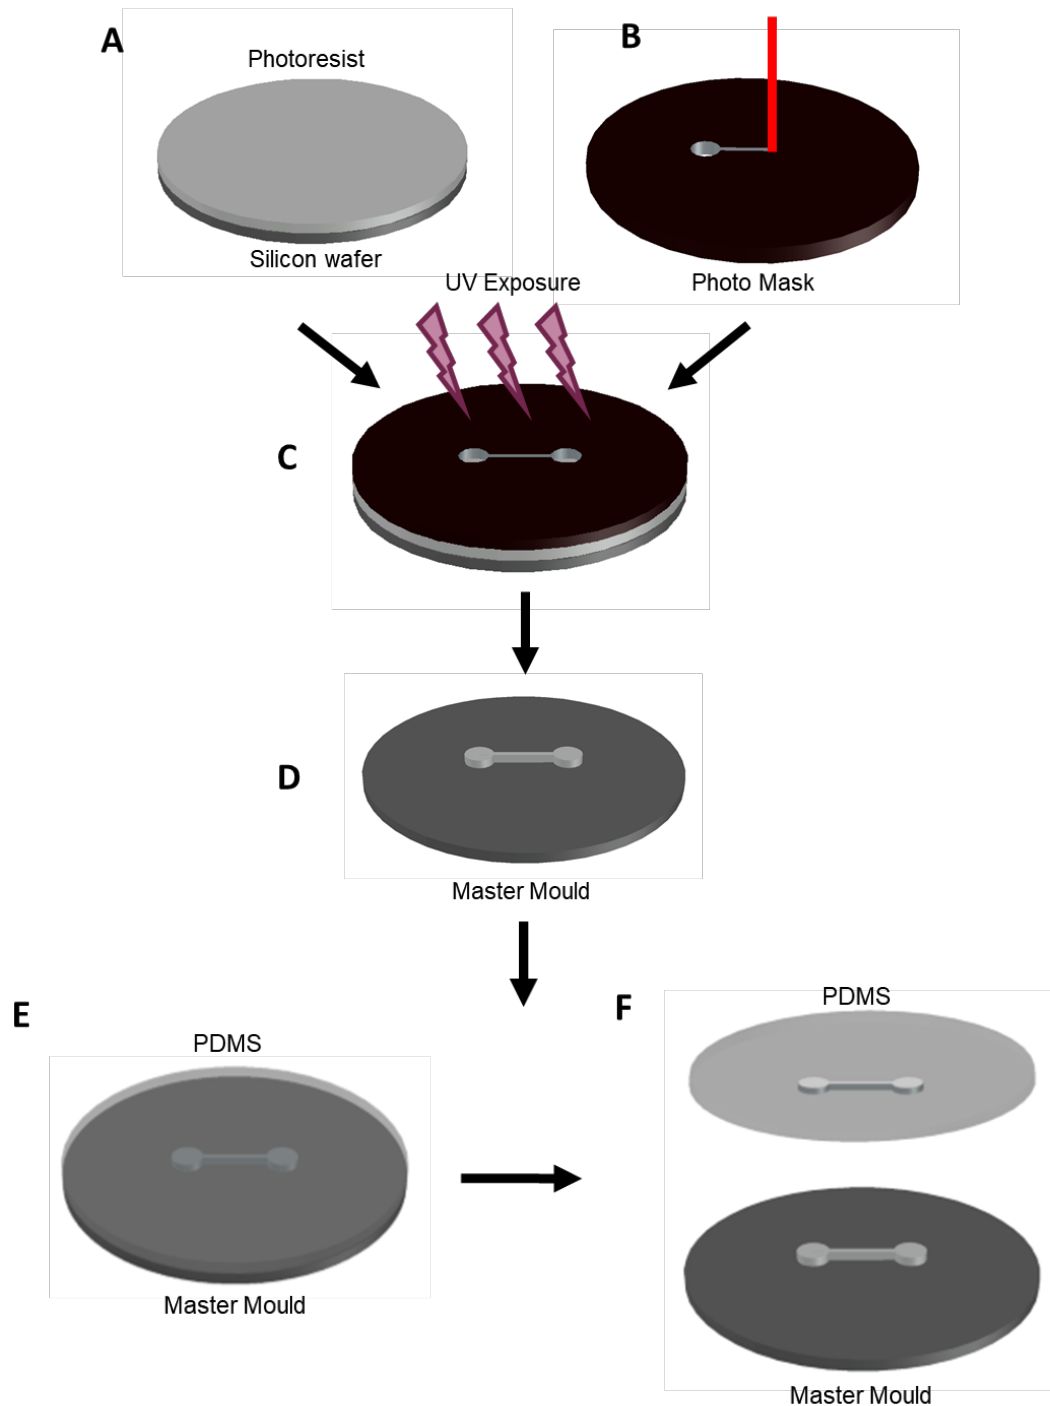 A
Photoresist
Silicon wafer
B
Photo Mask
UV Exposure
C
D
Master Mould
E
PDMS
Master Mould
F
PDMS
Master Mould